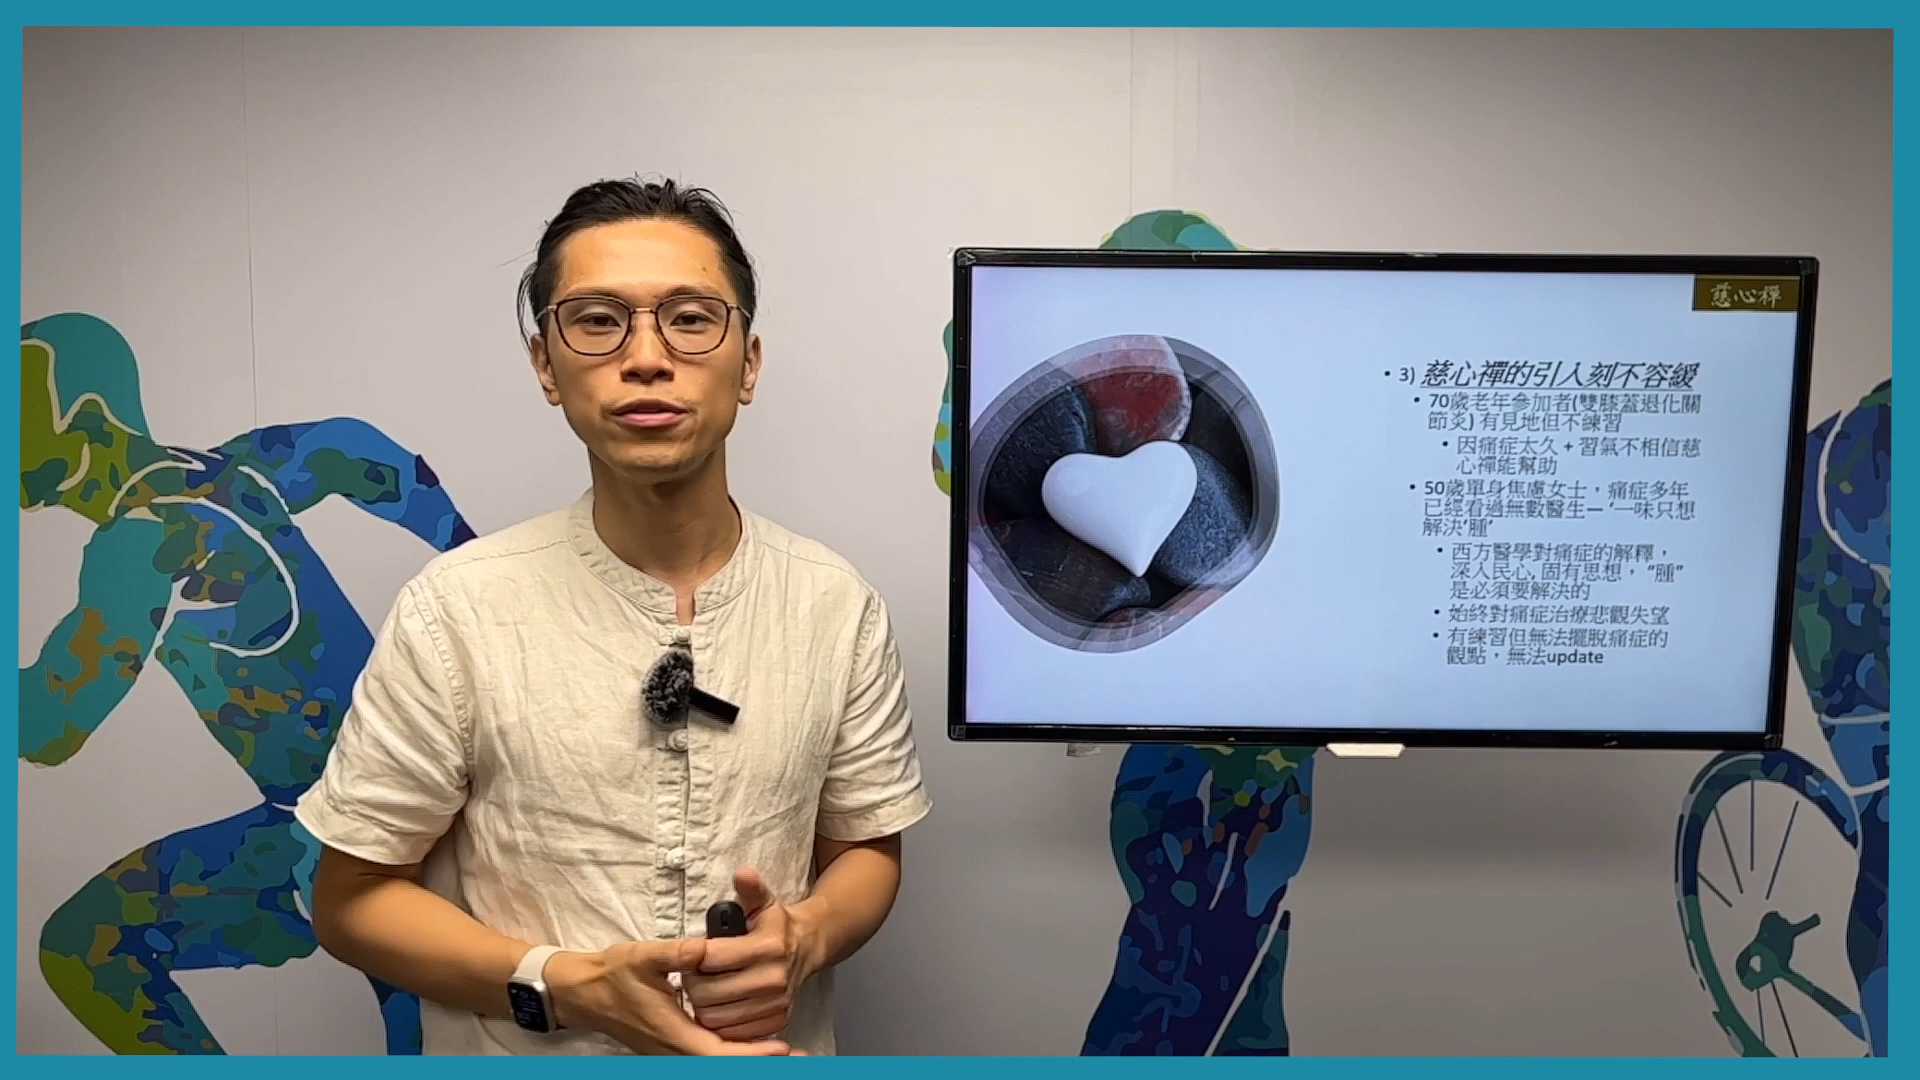 慈心禪
• 3) 慈心禪的引入刻不容緩
• 70歲老年參加者(雙膝蓋退化關
節炎) 有見地但不練習
• 因痛症太久 + 習氣不相信慈
心禪能幫助
• 50歲單身焦慮女士，痛症多年
已經看過無數醫生— ‘一味只想
解決‘腫’
• 西方醫學對痛症的解釋，
深入民心, 固有思想， “腫”
是必須要解決的
• 始終對痛症治療悲觀失望
• 有練習但無法擺脫痛症的
觀點，無法update